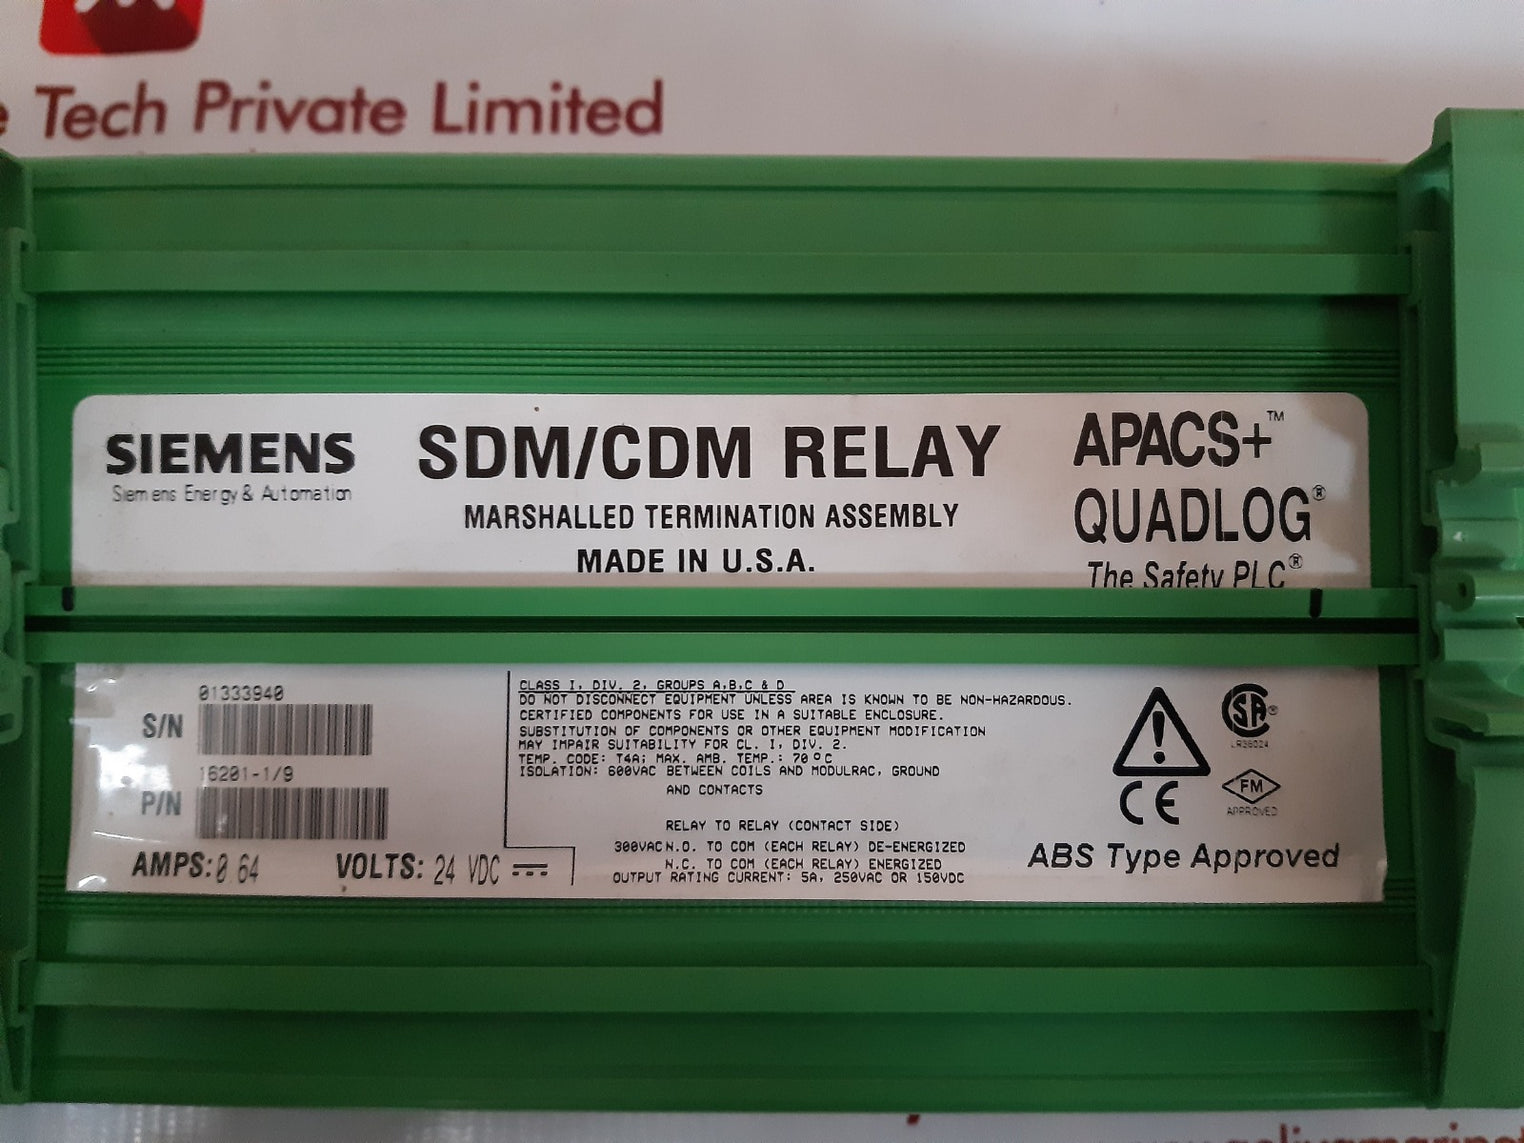 Tech Private Limited
SIEMENS
Siemens Energy & Automation
SDM/CDM RELAY
MARSHALLED TERMINATION ASSEMBLY
MADE IN U.S.A.
APACS+™
QUADLOG®
The Safety PLC®
01333940
S/N
16201-1/9
P/N
AMPS: 0.64 VOLTS: 24 VDC
CLASS I, DIV. 2, GROUPS A,B,C & D
DO NOT DISCONNECT EQUIPMENT UNLESS AREA IS KNOWN TO BE NON-HAZARDOUS.
CERTIFIED COMPONENTS FOR USE IN A SUITABLE ENCLOSURE.
SUBSTITUTION OF COMPONENTS OR OTHER EQUIPMENT MODIFICATION
MAY IMPAIR SUITABILITY FOR CL. I, DIV. 2.
TEMP. CODE: T4A; MAX. AMB. TEMP.: 70°C
ISOLATION: 600VAC BETWEEN COILS AND MODULRAC, GROUND
AND CONTACTS
RELAY TO RELAY (CONTACT SIDE)
300VAC N.O. TO COM (EACH RELAY) DE-ENERGIZED
N.C. TO COM (EACH RELAY) ENERGIZED
OUTPUT RATING CURRENT: 5A, 250VAC OR 150VDC
SA®
LR36024
CE
FM
APPROVED
ABS Type Approved